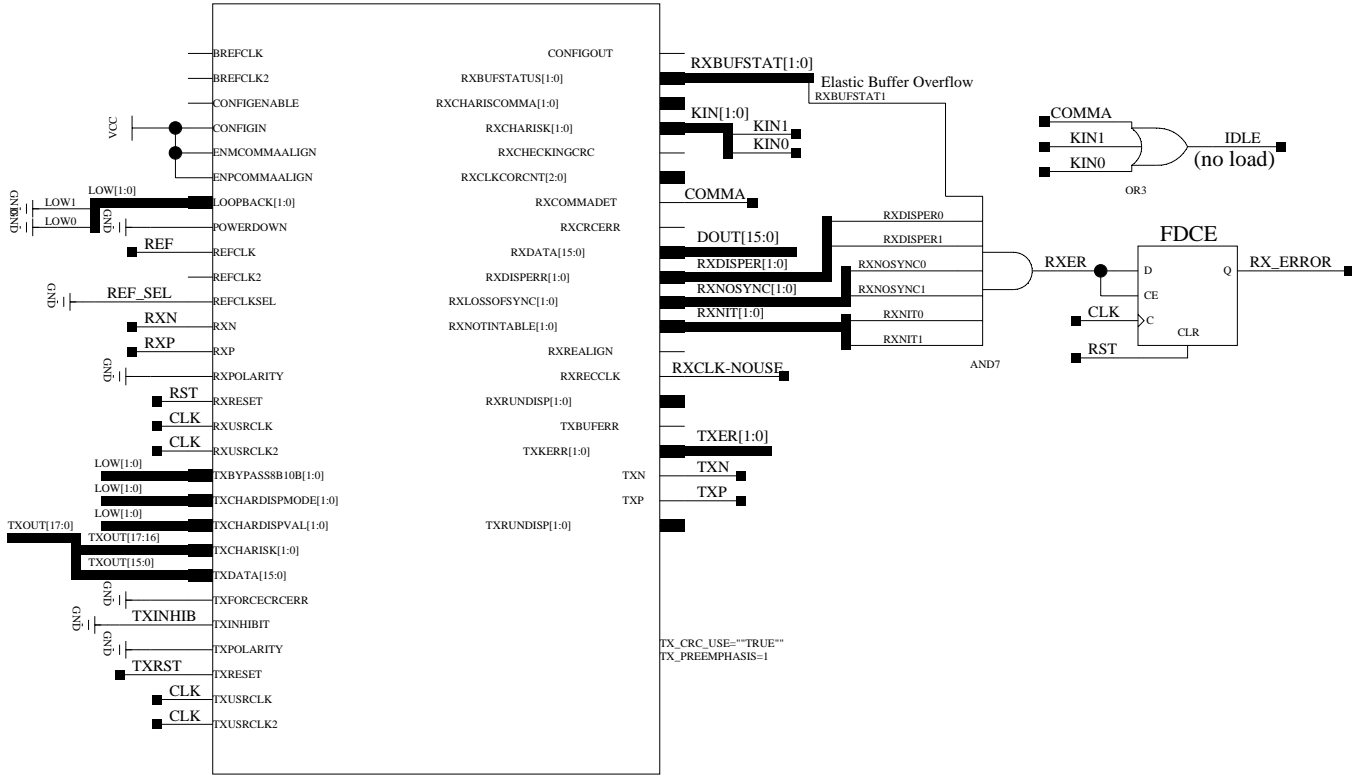 BREFCLK
BREFCLK2
CONFIGENABLE
CONFIGIN
ENMCOMMAALIGN
ENPCOMMAALIGN
LOOPBACK[1:0]
POWERDOWN
REFCLK
REFCLK2
REFCLKSEL
RXN
RXP
RXPOLARITY
RXRESET
RXUSRCLK
RXUSRCLK2
TXBYPASS8B10B[1:0]
TXCHARDISPMODE[1:0]
TXCHARDISPVAL[1:0]
TXCHARISK[1:0]
TXDATA[15:0]
TXFORCECRCERR
TXINHIBIT
TXPOLARITY
TXRESET
TXUSRCLK
TXUSRCLK2
VCC
LOW[1:0]
GND
LOW1
GND
LOW0
GND
REF
GND
REF_SEL
RXN
RXP
GND
RST
CLK
CLK
LOW[1:0]
LOW[1:0]
LOW[1:0]
TXOUT[17:0]
TXOUT[17:16]
TXOUT[15:0]
GND
GND
TXINHIB
GND
TXRST
CLK
CLK
CONFIGOUT
RXBUFSTATUS[1:0]
RXCHARISCOMMA[1:0]
RXCHARISK[1:0]
RXCHECKINGCRC
RXCLKCORCNT[2:0]
RXCOMMADET
RXCRCERR
RXDATA[15:0]
RXDISPERR[1:0]
RXLOSSOFSYNC[1:0]
RXNOTINTABLE[1:0]
RXREALIGN
RXRECCLK
RXRUNDISP[1:0]
TXBUFERR
TXKERR[1:0]
TXN
TXP
TXRUNDISP[1:0]
TX_CRC_USE=""TRUE""
TX_PREEMPHASIS=1
RXBUFSTAT[1:0]
Elastic Buffer Overflow
RXBUFSTAT1
KIN[1:0]
KIN1
KIN0
COMMA
DOUT[15:0]
RXDISPER[1:0]
RXNOSYNC[1:0]
RXNIT[1:0]
RXCLK-NOUSE
TXER[1:0]
TXN
TXP
RXDISPER0
RXDISPER1
RXNOSYNC0
RXNOSYNC1
RXNIT0
RXNIT1
AND7
RXER
COMMA
KIN1
KIN0
OR3
IDLE
(no load)
FDCE
D
Q
CE
C
CLR
CLK
RST
RX_ERROR